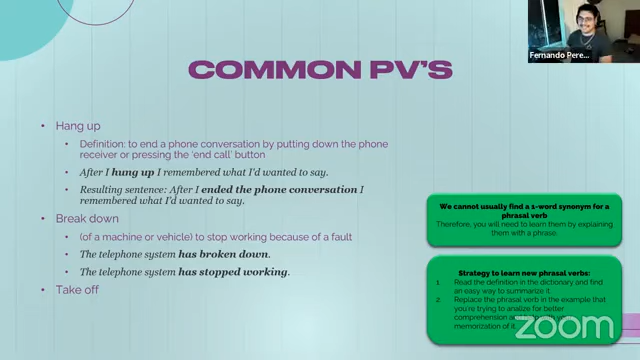 Fernando Pere...
COMMON PV'S
• Hang up
• Definition: to end a phone conversation by putting down the phone
receiver or pressing the 'end call' button
• After I hung up I remembered what I'd wanted to say.
• Resulting sentence: After I ended the phone conversation I
remembered what I'd wanted to say.
• Break down
• (of a machine or vehicle) to stop working because of a fault
• The telephone system has broken down.
• The telephone system has stopped working.
• Take off
We cannot usually find a 1-word synonym for a
phrasal verb
Therefore, you will need to learn them by explaining
them with a phrase.
Strategy to learn new phrasal verbs:
1. Read the definition in the dictionary and find
an easy way to summarize it.
2. Replace the phrasal verb in the example that
you're trying to analize for better
comprehension
memorization of it.
zoom